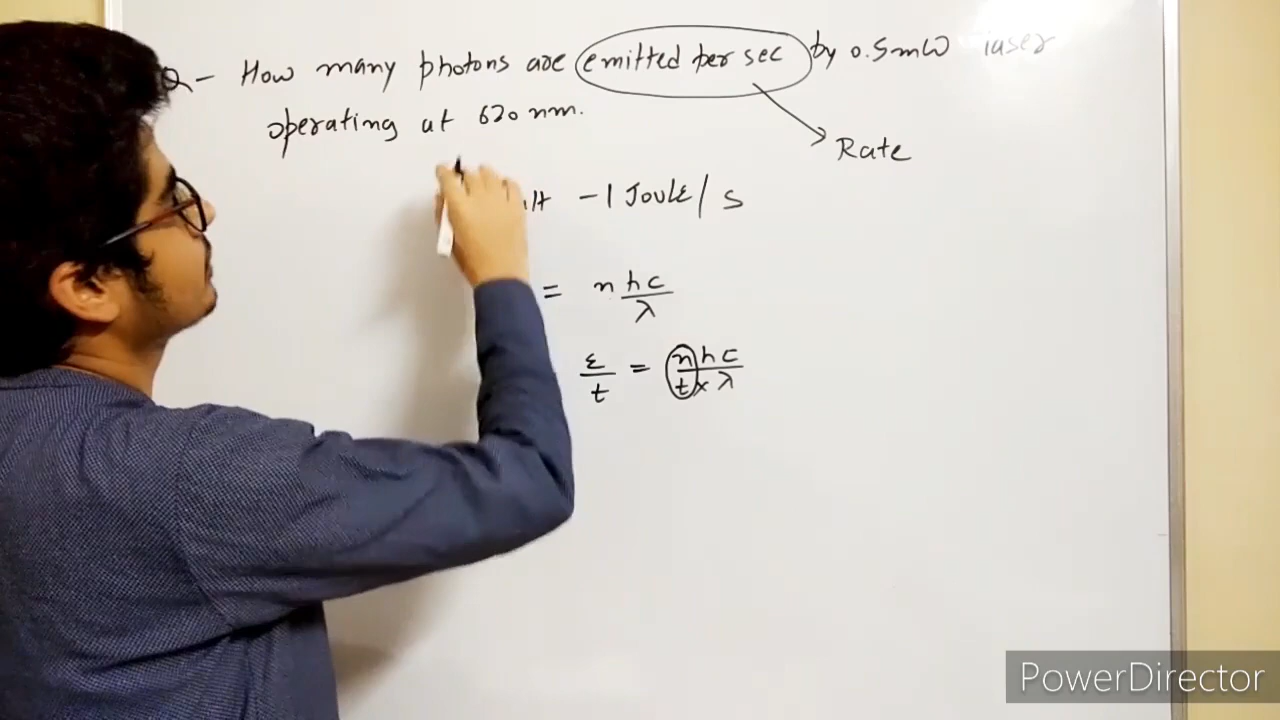 Q- How many photons are emitted per sec by 0.5mW laser
operating at 620 nm.
Rate
- 1 Joule / s
= n hc / λ
ε / t = n hc / t × λ
PowerDirector